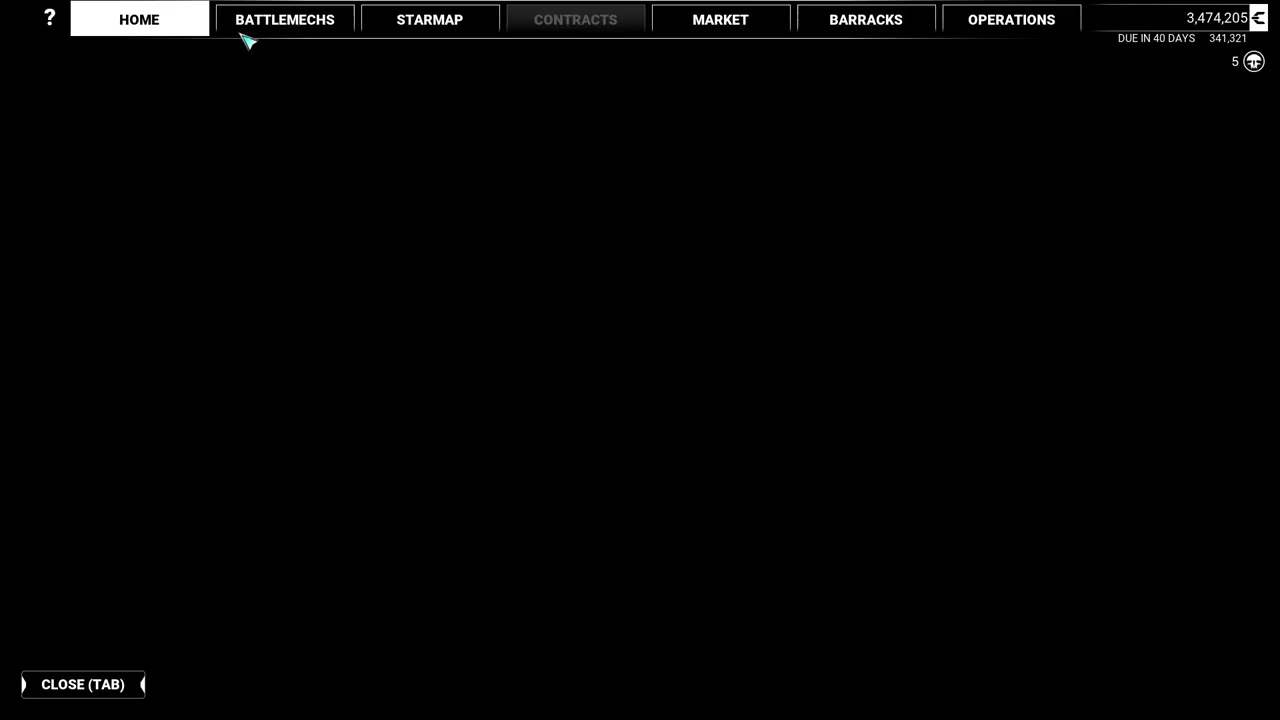 ?
HOME
BATTLEMECHS
STARMAP
CONTRACTS
MARKET
BARRACKS
OPERATIONS
3,474,205
DUE IN 40 DAYS 341,321
5
CLOSE (TAB)